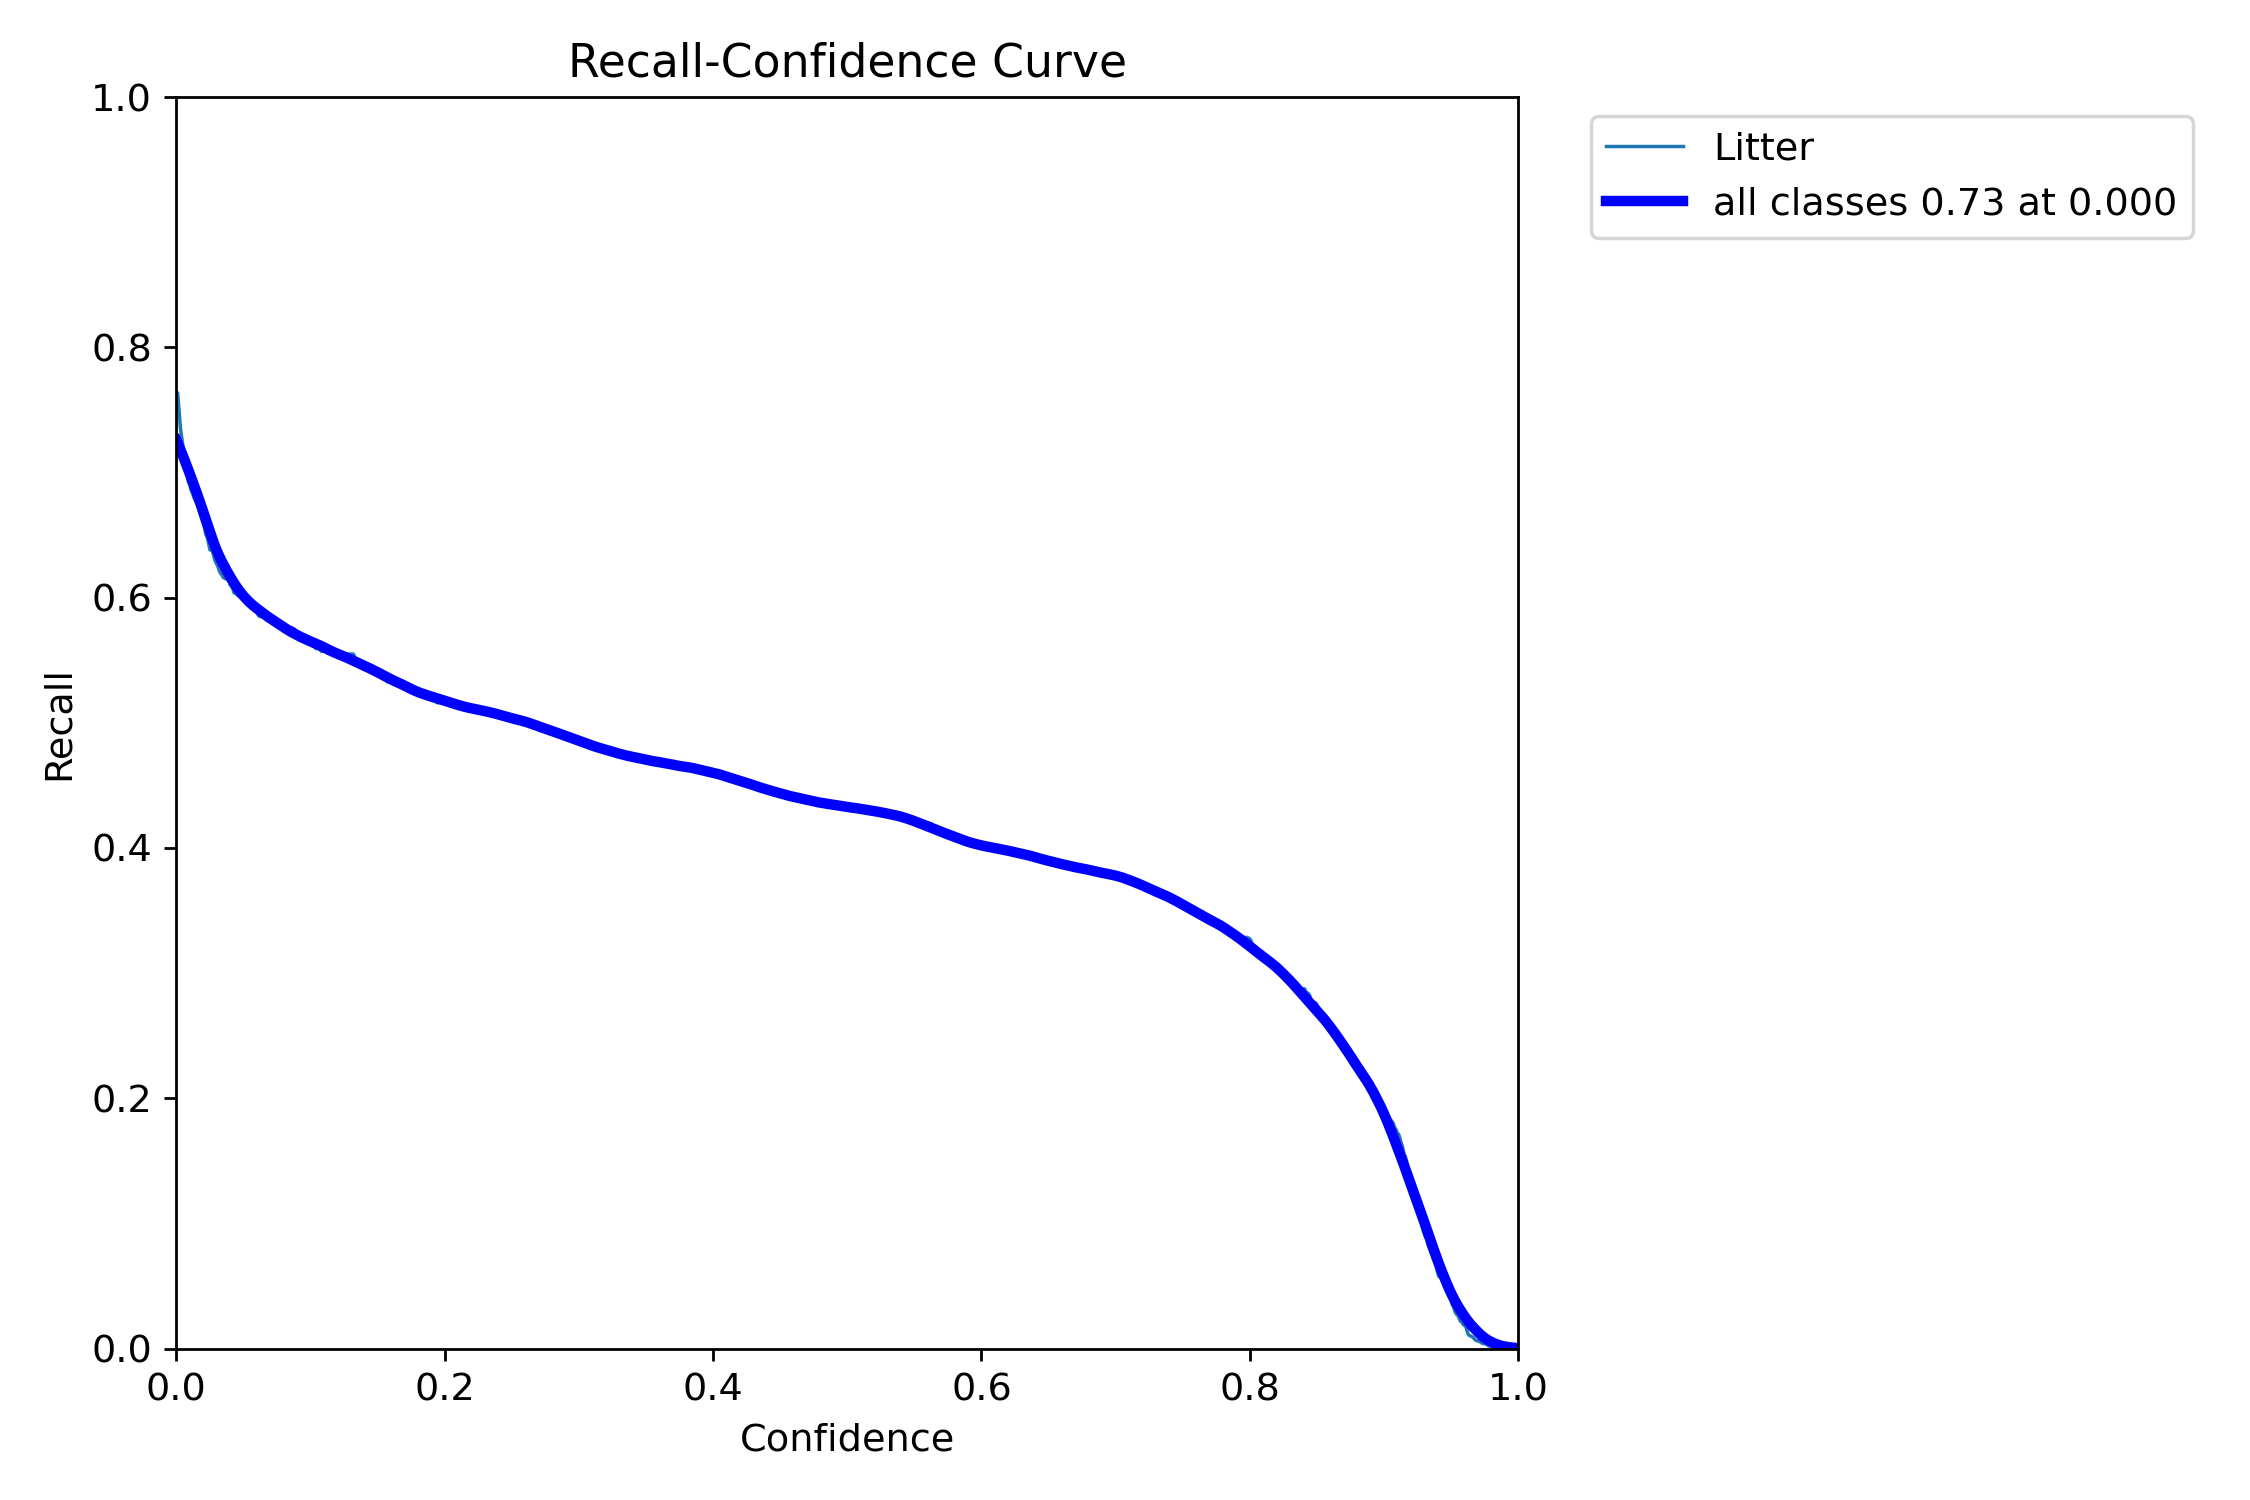 Recall-Confidence Curve
1.0
0.8
0.6
0.4
0.2
0.0
Recall
0.0 0.2 0.4 0.6 0.8 1.0
Confidence
Litter
all classes 0.73 at 0.000